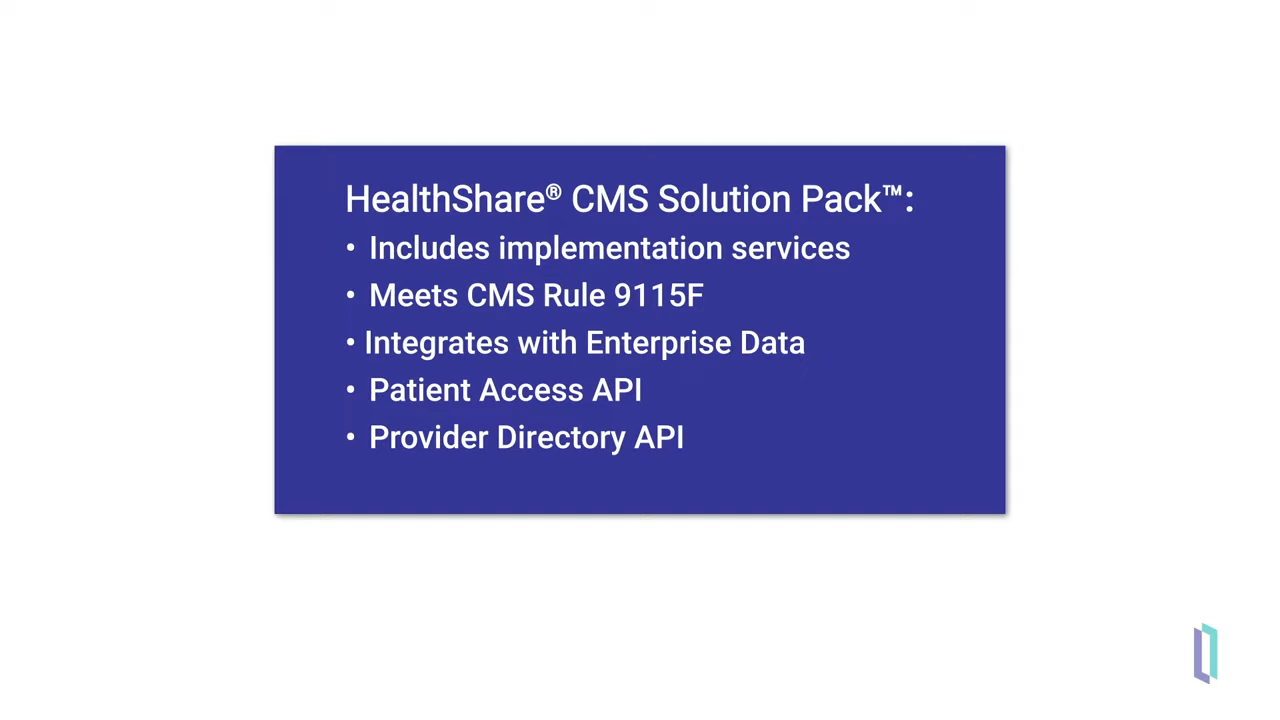 HealthShare® CMS Solution Pack™:
• Includes implementation services
• Meets CMS Rule 9115F
• Integrates with Enterprise Data
• Patient Access API
• Provider Directory API